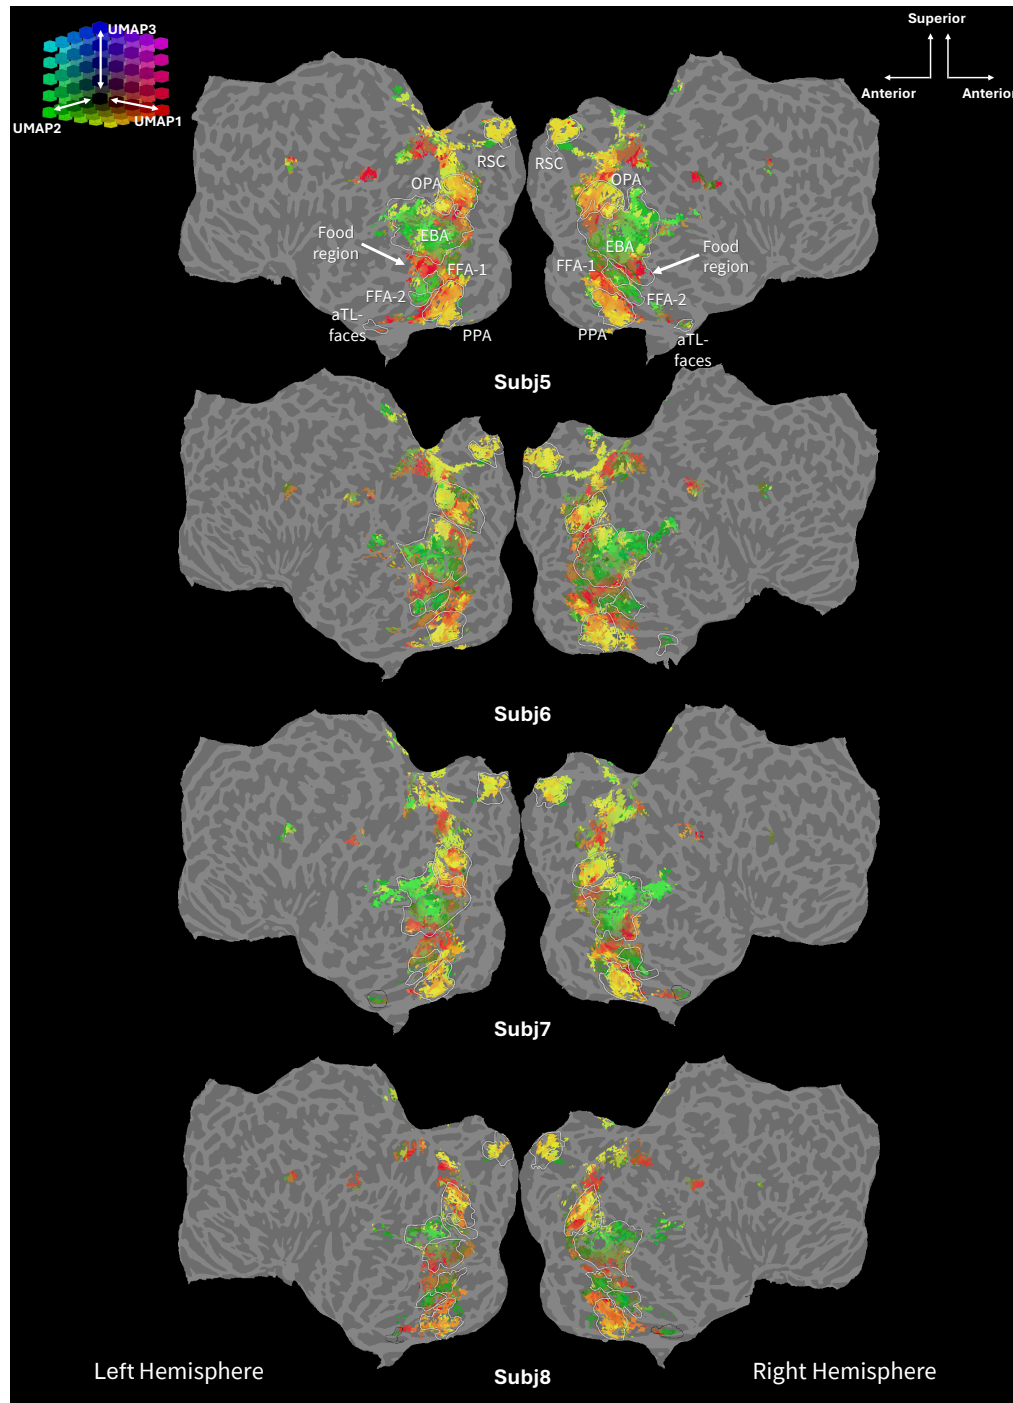 UMAP3
UMAP2
UMAP1
Superior
Anterior
Anterior
RSC
RSC
OPA
OPA
EBA
EBA
Food
region
Food
region
FFA-1
FFA-1
FFA-2
FFA-2
aTL-
faces
PPA
PPA
aTL-
faces
Subj5
Subj6
Subj7
Subj8
Left Hemisphere
Right Hemisphere